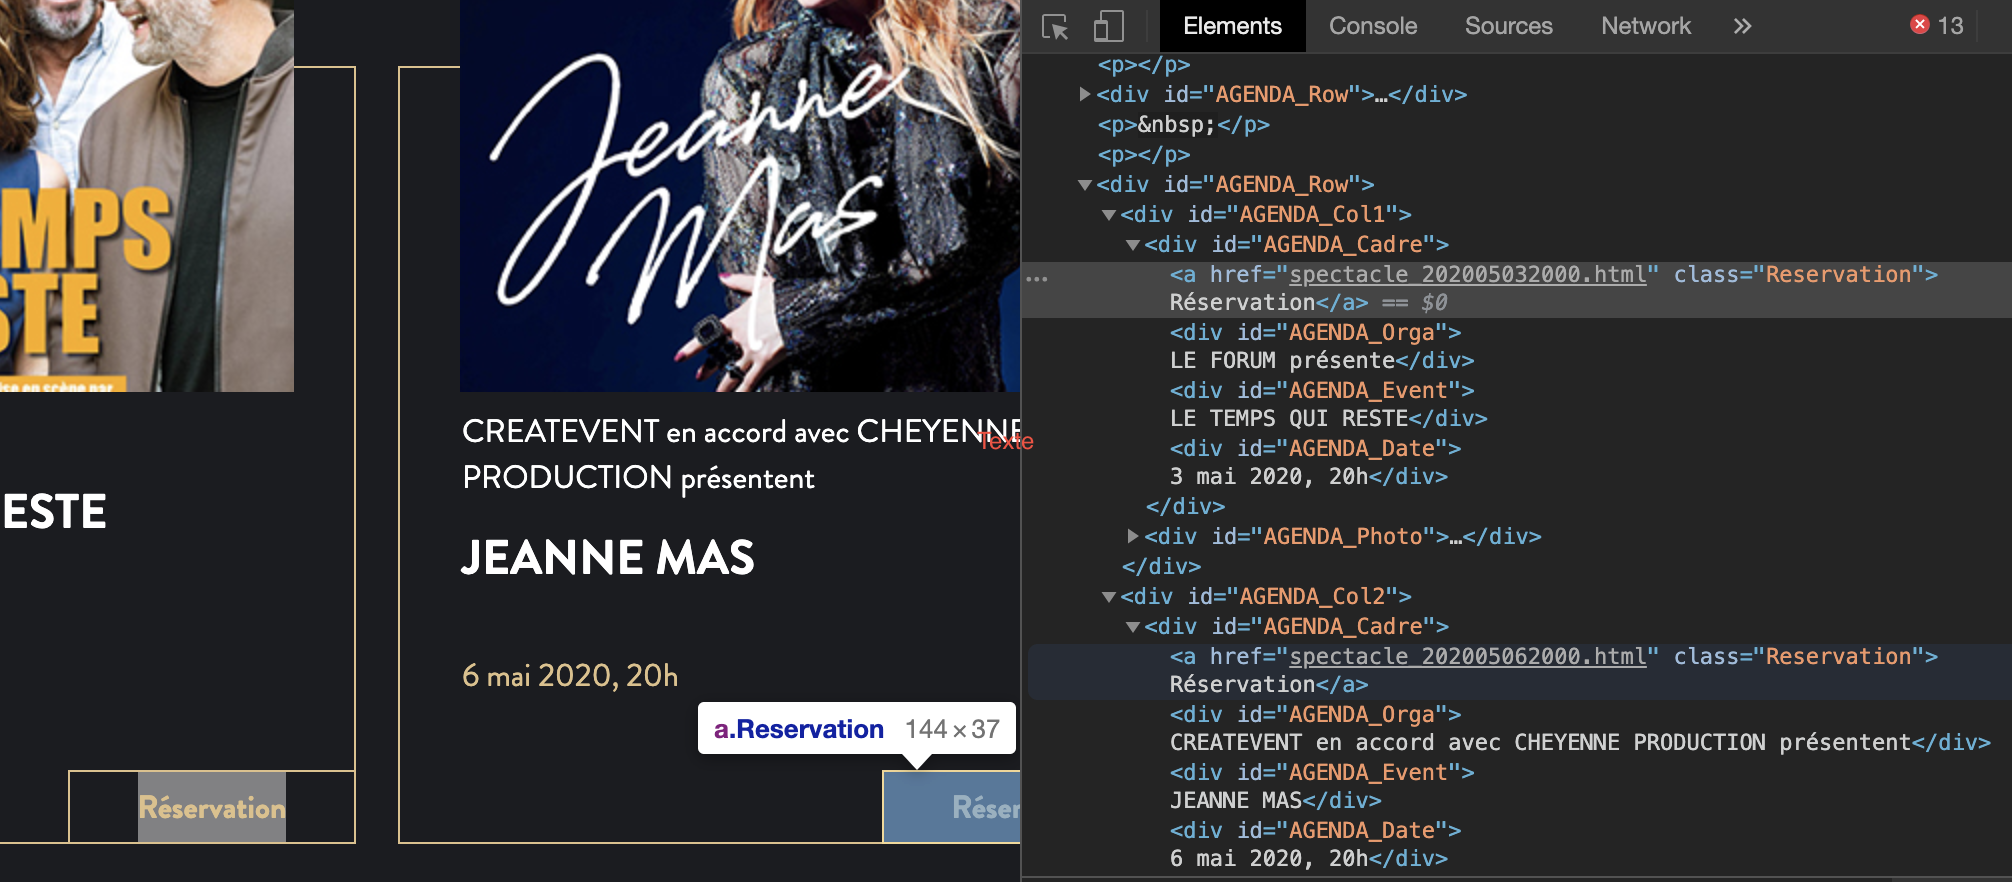 MPS
STE
ise en scène par
ESTE
Réservation
Jeanne
Mas
CREATEVENT en accord avec CHEYENNE
PRODUCTION présentent
Texte
JEANNE MAS
6 mai 2020, 20h
a.Reservation 144 × 37
Réser
Elements Console Sources Network » 13
<p></p>
<div id="AGENDA_Row">…</div>
<p>&nbsp;</p>
<p></p>
<div id="AGENDA_Row">
<div id="AGENDA_Col1">
<div id="AGENDA_Cadre">
<a href="spectacle_202005032000.html" class="Reservation">
Réservation</a> == $0
<div id="AGENDA_Orga">
LE FORUM présente</div>
<div id="AGENDA_Event">
LE TEMPS QUI RESTE</div>
<div id="AGENDA_Date">
3 mai 2020, 20h</div>
</div>
<div id="AGENDA_Photo">…</div>
</div>
<div id="AGENDA_Col2">
<div id="AGENDA_Cadre">
<a href="spectacle_202005062000.html" class="Reservation">
Réservation</a>
<div id="AGENDA_Orga">
CREATEVENT en accord avec CHEYENNE PRODUCTION présentent</div>
<div id="AGENDA_Event">
JEANNE MAS</div>
<div id="AGENDA_Date">
6 mai 2020, 20h</div>